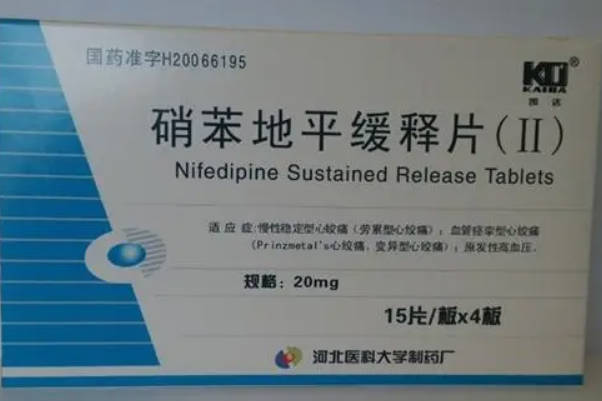 国药准字H20066195
KAIDA
凯达
硝苯地平缓释片(II)
Nifedipine Sustained Release Tablets
适应症:慢性稳定型心绞痛(劳累型心绞痛);血管痉挛型心绞痛
(Prinzmetal's心绞痛、变异型心绞痛);原发性高血压.
规格:20mg
15片/板x4板
河北医科大学制药厂